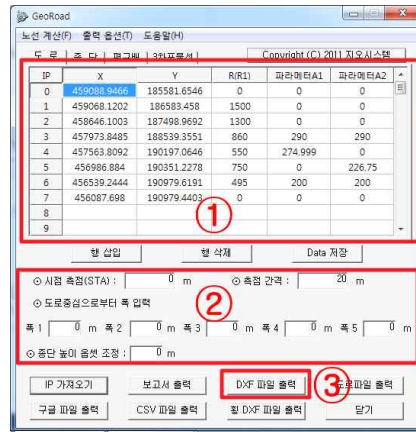 GeoRoad
노선 계산(F) 출력 옵션(T) 도움말(H)
도 로 종 단 편구배 3차포물선 Copyright (C) 2011 지오시스템
IP X Y R(R1) 파라메터A1 파라메터A2
0 459088.9466 185581.6546 0 0 0
1 459068.1202 186583.458 1500 0 0
2 458646.1003 187498.9692 1300 0 0
3 457973.8485 188539.3551 860 290 290
4 457563.8092 190197.0646 550 274.999 0
5 456986.884 190351.2278 750 0 226.75
6 456539.2444 190979.6191 495 200 200
7 456087.698 190979.4403 0 0 0
8
9
①
행 삽입 행 삭제 Data 저장
⊙ 시점 측점(STA) : 0 m ⊙ 측점 간격 : 20 m
⊙ 도로중심으로부터 폭 입력 ②
폭 1 0 m 폭 2 0 m 폭 3 0 m 폭 4 0 m 폭 5 0 m
⊙ 종단 높이 옵셋 조정 : 0 m
IP 가져오기 보고서 출력 DXF 파일 출력 ③ 도로파일 출력
구글 파일 출력 CSV 파일 출력 횡 DXF 파일 출력 닫기